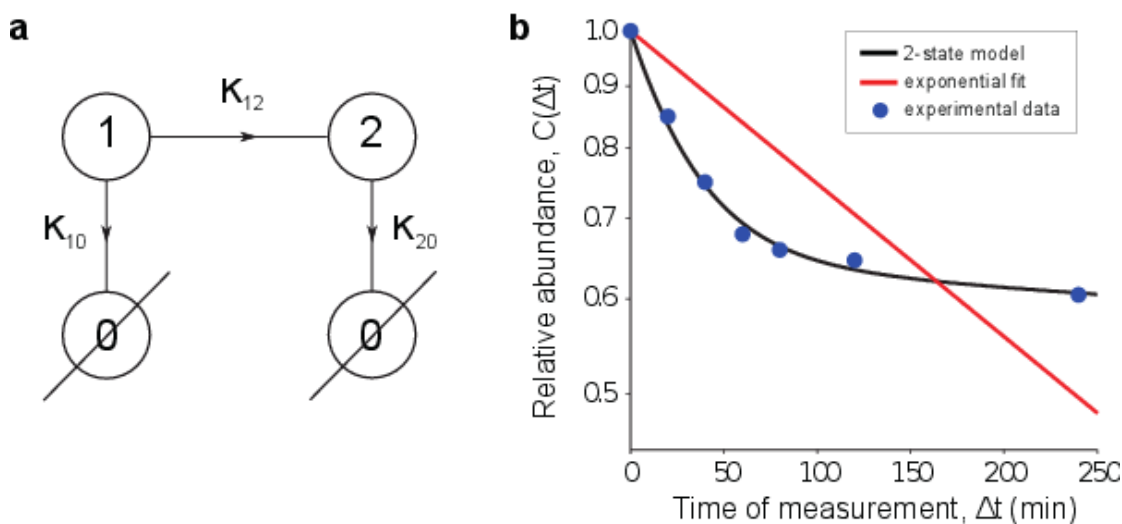 a
K12
1
2
K10
K20
0
0
b
1.0
0.9
0.8
0.7
0.6
0.5
Relative abundance, C(Δt)
2-state model
exponential fit
experimental data
0
50
100
150
200
250
Time of measurement, Δt (min)